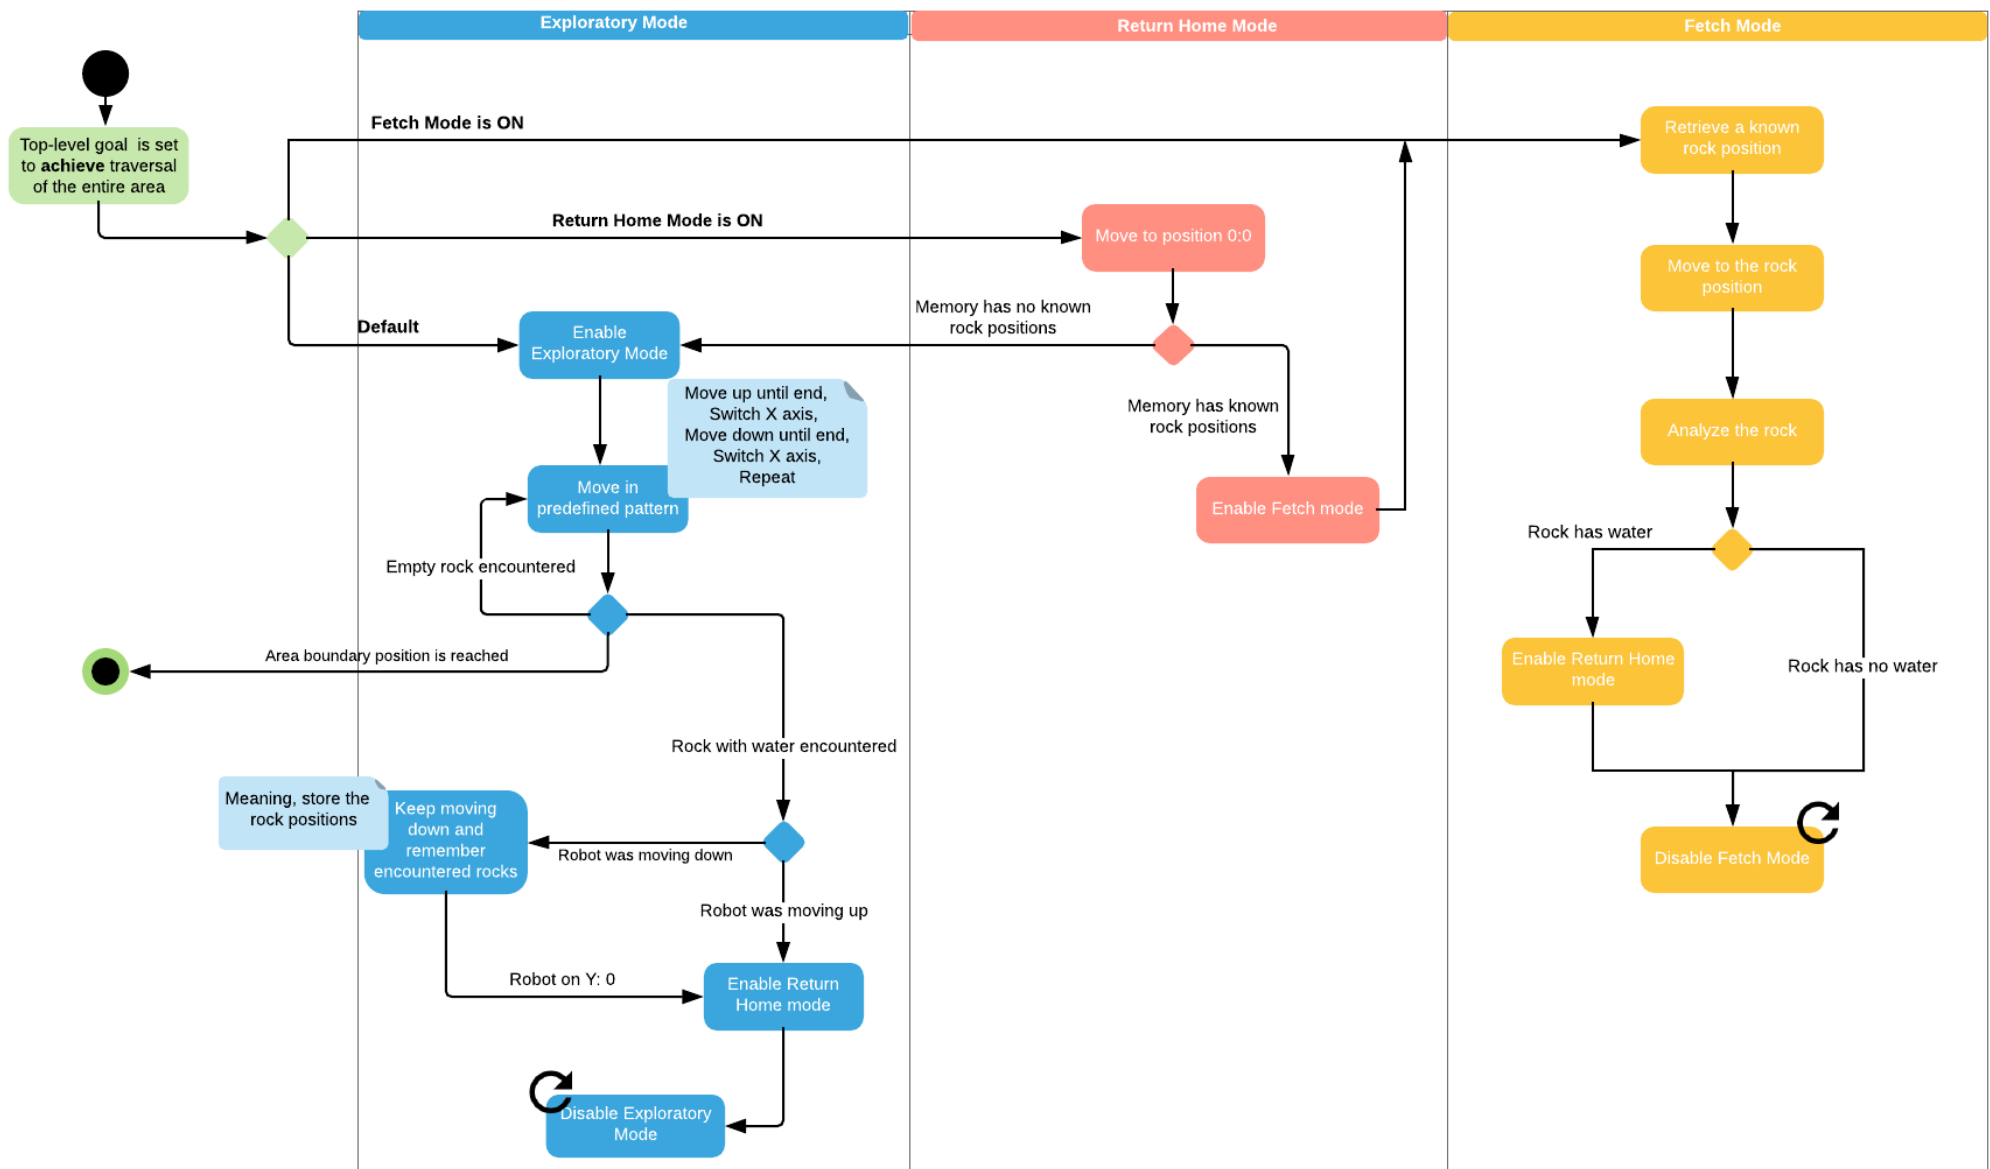 Exploratory Mode
Return Home Mode
Fetch Mode
Top-level goal is set
to achieve traversal
of the entire area
Fetch Mode is ON
Return Home Mode is ON
Default
Enable
Exploratory Mode
Move up until end,
Switch X axis,
Move down until end,
Switch X axis,
Repeat
Move in
predefined pattern
Empty rock encountered
Area boundary position is reached
Rock with water encountered
Meaning, store the
rock positions
Keep moving
down and
remember
encountered rocks
Robot was moving down
Robot was moving up
Robot on Y: 0
Enable Return
Home mode
Disable Exploratory
Mode
Move to position 0:0
Memory has no known
rock positions
Memory has known
rock positions
Enable Fetch mode
Retrieve a known
rock position
Move to the rock
position
Analyze the rock
Rock has water
Enable Return Home
mode
Rock has no water
Disable Fetch Mode